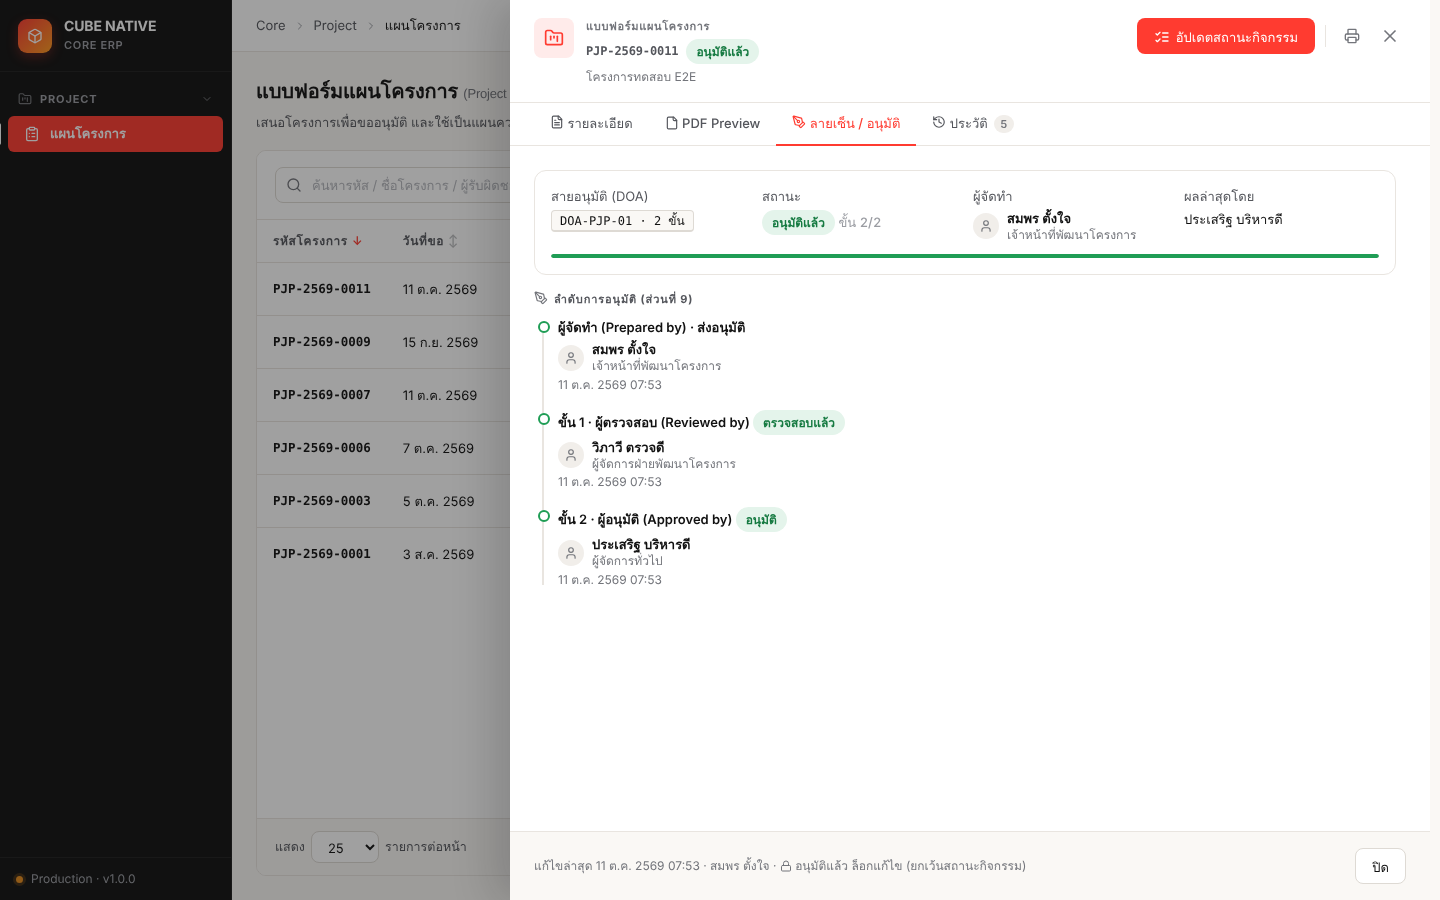 CUBE NATIVE
CORE ERP
PROJECT
แผนโครงการ
Production · v1.0.0
Core > Project > แผนโครงการ
แบบฟอร์มแผนโครงการ (Project
เสนอโครงการเพื่อขออนุมัติ และใช้เป็นแผนคว
ค้นหารหัส / ชื่อโครงการ / ผู้รับผิดช
รหัสโครงการ วันที่ขอ
PJP-2569-0011 11 ต.ค. 2569
PJP-2569-0009 15 ก.ย. 2569
PJP-2569-0007 11 ต.ค. 2569
PJP-2569-0006 7 ต.ค. 2569
PJP-2569-0003 5 ต.ค. 2569
PJP-2569-0001 3 ส.ค. 2569
แสดง 25 รายการต่อหน้า
แบบฟอร์มแผนโครงการ
PJP-2569-0011 อนุมัติแล้ว
โครงการทดสอบ E2E
อัปเดตสถานะกิจกรรม
รายละเอียด PDF Preview ลายเซ็น / อนุมัติ ประวัติ 5
สายอนุมัติ (DOA) สถานะ ผู้จัดทำ ผลล่าสุดโดย
DOA-PJP-01 · 2 ขั้น อนุมัติแล้ว ขั้น 2/2 สมพร ตั้งใจ ประเสริฐ บริหารดี
เจ้าหน้าที่พัฒนาโครงการ
ลำดับการอนุมัติ (ส่วนที่ 9)
ผู้จัดทำ (Prepared by) · ส่งอนุมัติ
สมพร ตั้งใจ
เจ้าหน้าที่พัฒนาโครงการ
11 ต.ค. 2569 07:53
ขั้น 1 · ผู้ตรวจสอบ (Reviewed by) ตรวจสอบแล้ว
วิภาวี ตรวจดี
ผู้จัดการฝ่ายพัฒนาโครงการ
11 ต.ค. 2569 07:53
ขั้น 2 · ผู้อนุมัติ (Approved by) อนุมัติ
ประเสริฐ บริหารดี
ผู้จัดการทั่วไป
11 ต.ค. 2569 07:53
แก้ไขล่าสุด 11 ต.ค. 2569 07:53 · สมพร ตั้งใจ · อนุมัติแล้ว ล็อกแก้ไข (ยกเว้นสถานะกิจกรรม)
ปิด